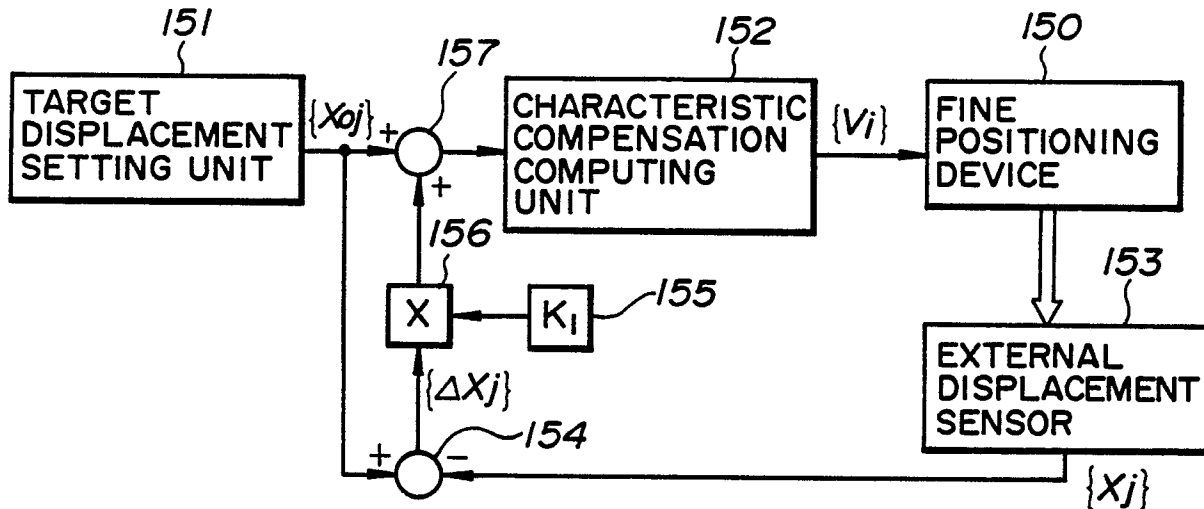 151
157
152
150
TARGET
DISPLACEMENT
SETTING UNIT
{Xoj}
+
+
CHARACTERISTIC
COMPENSATION
COMPUTING
UNIT
{Vi}
FINE
POSITIONING
DEVICE
156
X
K1
155
153
EXTERNAL
DISPLACEMENT
SENSOR
{ΔXj}
154
+
−
{Xj}